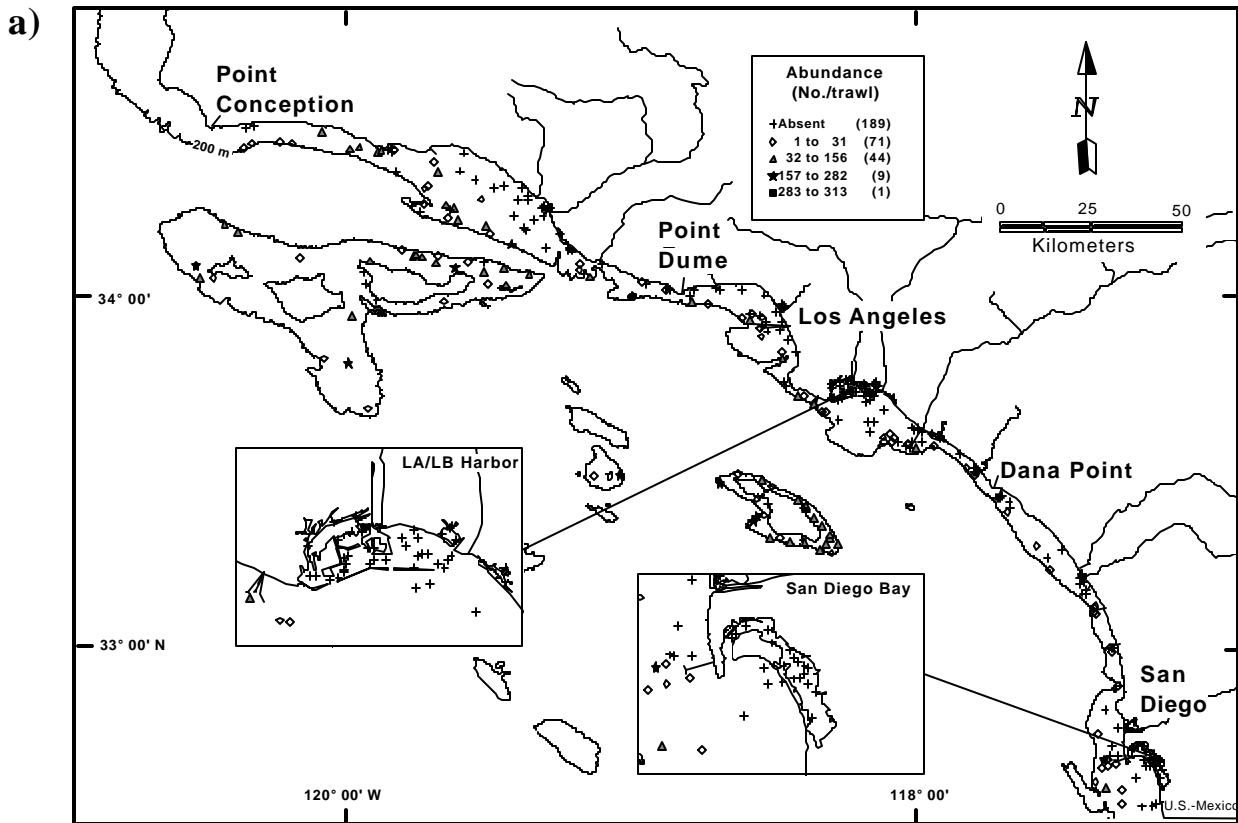 a)
Point
Conception
200 m
Abundance
(No./trawl)
+Absent (189)
◇ 1 to 31 (71)
▲ 32 to 156 (44)
★157 to 282 (9)
■283 to 313 (1)
N
0 25 50
Kilometers
Point
Dume
34° 00'
Los Angeles
LA/LB Harbor
Dana Point
San Diego Bay
33° 00' N
San
Diego
120° 00' W
118° 00'
U.S.-Mexico